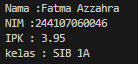 Nama :Fatma Azzahra
NIM :244107060046
IPK : 3.95
kelas : SIB 1A